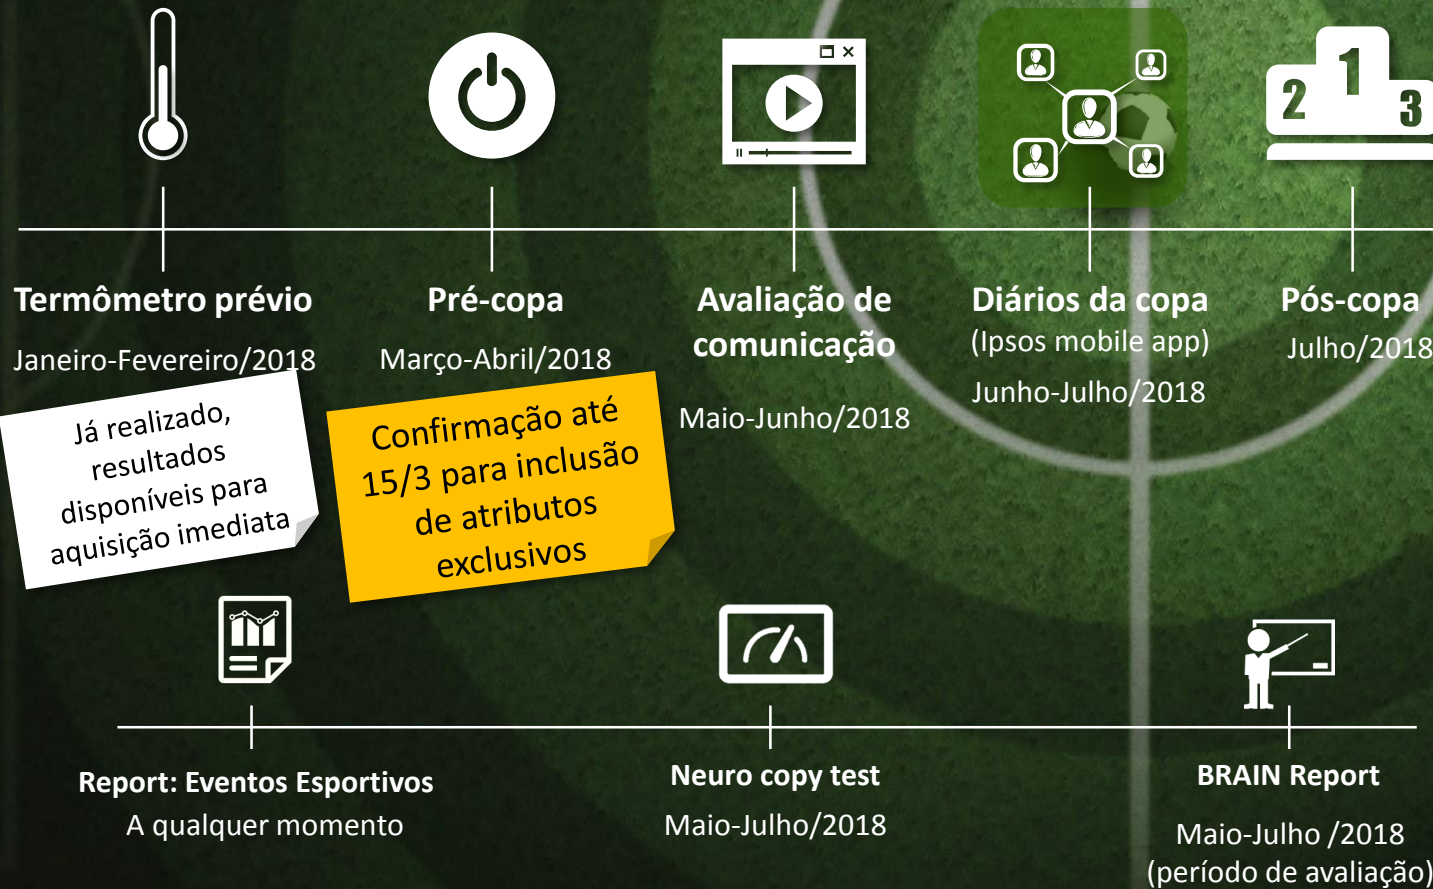 2 1 3
Termômetro prévio
Janeiro-Fevereiro/2018
Já realizado,
resultados
disponíveis para
aquisição imediata
Pré-copa
Março-Abril/2018
Confirmação até
15/3 para inclusão
de atributos
exclusivos
Avaliação de
comunicação
Maio-Junho/2018
Diários da copa
(Ipsos mobile app)
Junho-Julho/2018
Pós-copa
Julho/2018
Report: Eventos Esportivos
A qualquer momento
Neuro copy test
Maio-Julho/2018
BRAIN Report
Maio-Julho /2018
(período de avaliação)